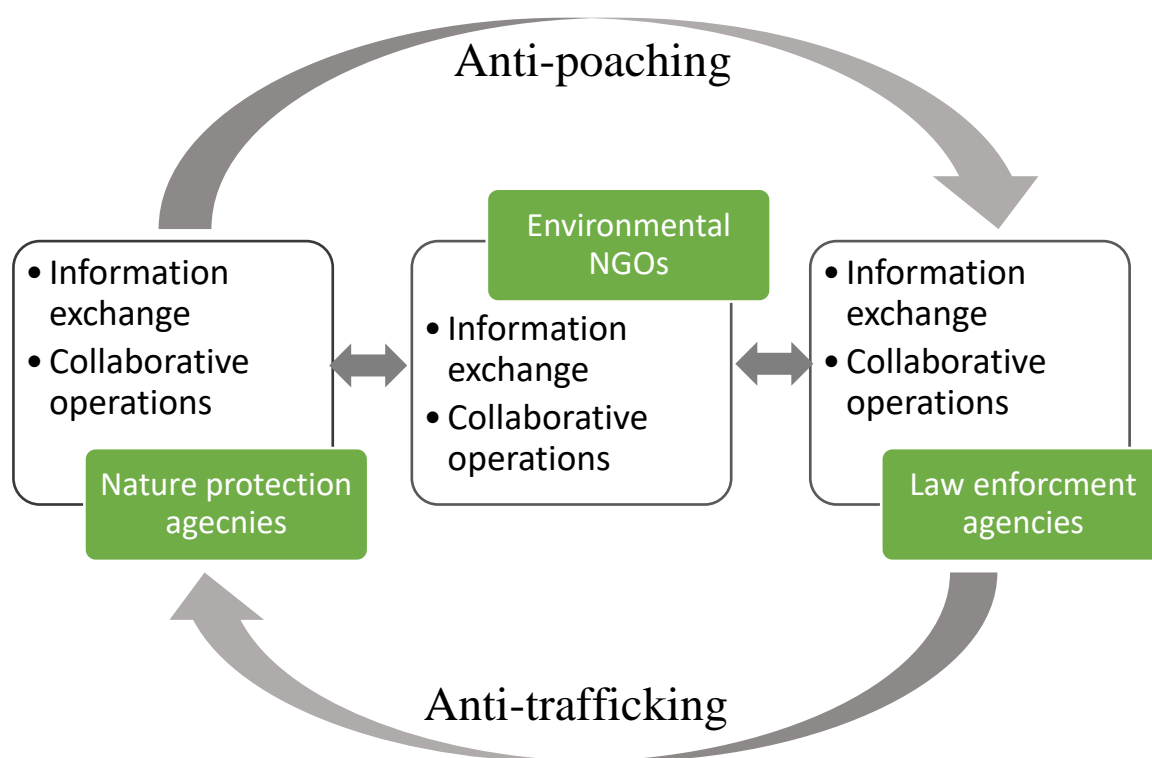 Anti-poaching
• Information
exchange
• Collaborative
operations
Nature protection
agecnies
Environmental
NGOs
• Information
exchange
• Collaborative
operations
• Information
exchange
• Collaborative
operations
Law enforcment
agencies
Anti-trafficking